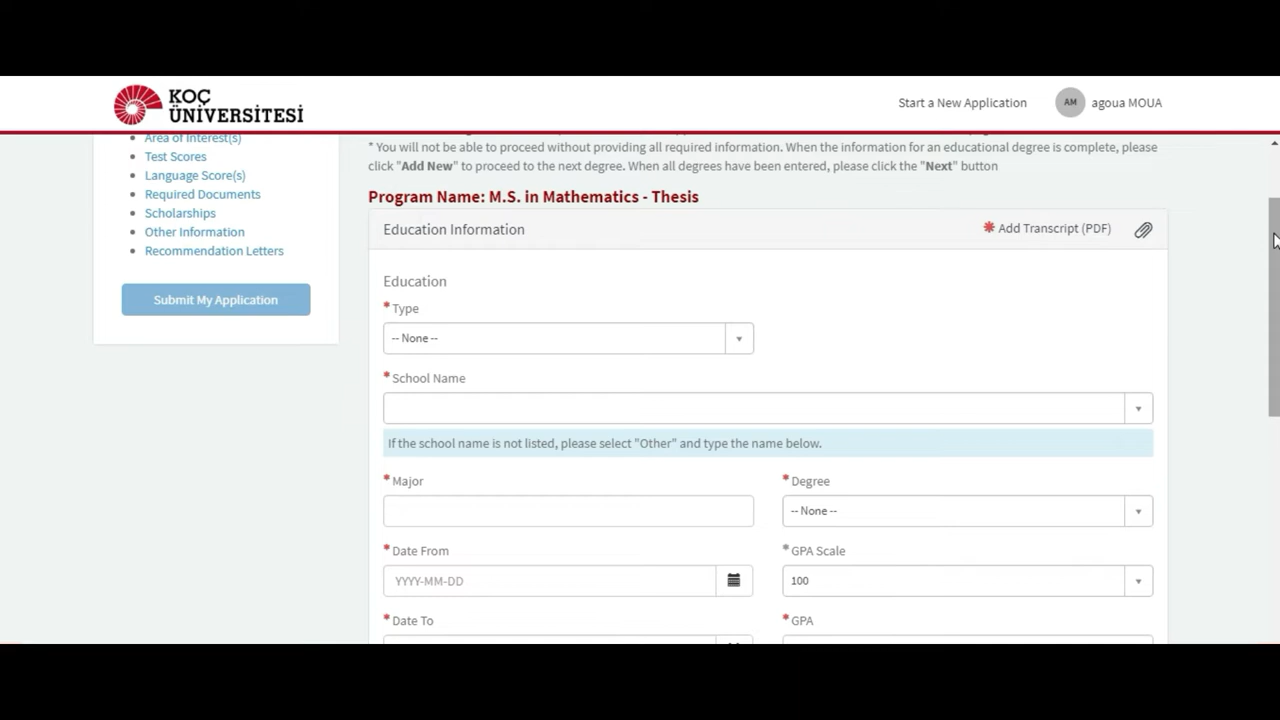 KOÇ
ÜNİVERSİTESİ
Start a New Application
AM
agoua MOUA
Area of Interest(s)
Test Scores
Language Score(s)
Required Documents
Scholarships
Other Information
Recommendation Letters
Submit My Application
* You will not be able to proceed without providing all required information. When the information for an educational degree is complete, please
click "Add New" to proceed to the next degree. When all degrees have been entered, please click the "Next" button
Program Name: M.S. in Mathematics - Thesis
Education Information
* Add Transcript (PDF)
Education
* Type
-- None --
* School Name
If the school name is not listed, please select "Other" and type the name below.
* Major
* Degree
-- None --
* Date From
* GPA Scale
YYYY-MM-DD
100
* Date To
* GPA